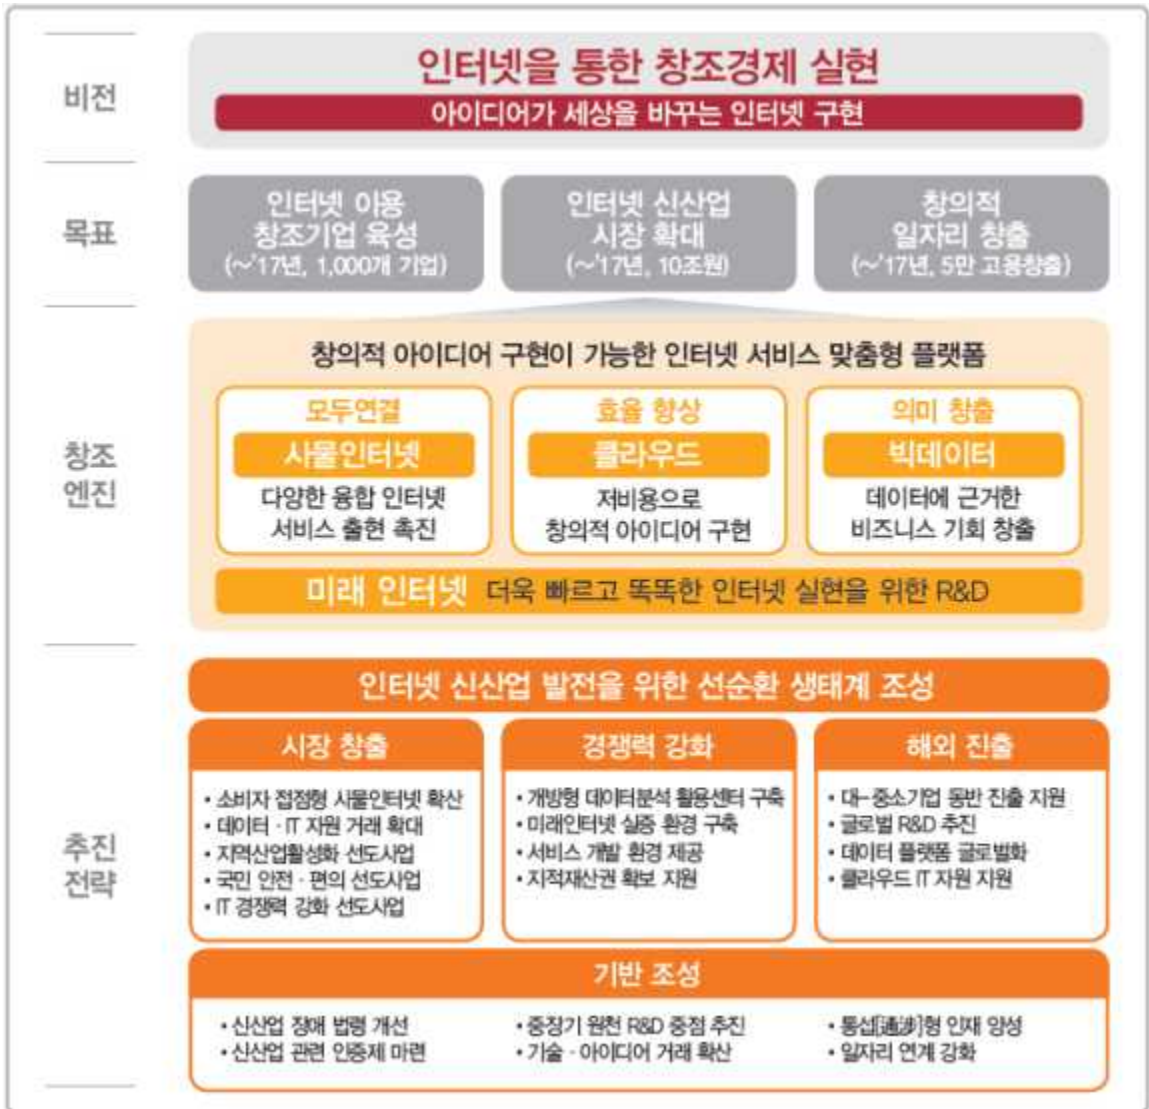 비전
인터넷을 통한 창조경제 실현
아이디어가 세상을 바꾸는 인터넷 구현
목표
인터넷 이용
창조기업 육성
(~'17년, 1,000개 기업)
인터넷 신산업
시장 확대
(~'17년, 10조원)
창의적
일자리 창출
(~'17년, 5만 고용창출)
창조
엔진
창의적 아이디어 구현이 가능한 인터넷 서비스 맞춤형 플랫폼
모두연결
사물인터넷
다양한 융합 인터넷
서비스 출현 촉진
효율 향상
클라우드
저비용으로
창의적 아이디어 구현
의미 창출
빅데이터
데이터에 근거한
비즈니스 기회 창출
미래 인터넷 더욱 빠르고 똑똑한 인터넷 실현을 위한 R&D
추진
전략
인터넷 신산업 발전을 위한 선순환 생태계 조성
시장 창출
• 소비자 접점형 사물인터넷 확산
• 데이터 · IT 자원 거래 확대
• 지역산업활성화 선도사업
• 국민 안전 · 편의 선도사업
• IT 경쟁력 강화 선도사업
경쟁력 강화
• 개방형 데이터분석 활용센터 구축
• 미래인터넷 실증 환경 구축
• 서비스 개발 환경 제공
• 지적재산권 확보 지원
해외 진출
• 대-중소기업 동반 진출 지원
• 글로벌 R&D 추진
• 데이터 플랫폼 글로벌화
• 클라우드 IT 자원 지원
기반 조성
• 신산업 장애 법령 개선
• 신산업 관련 인증제 마련
• 중장기 원천 R&D 중점 추진
• 기술 · 아이디어 거래 확산
• 통섭[通涉]형 인재 양성
• 일자리 연계 강화